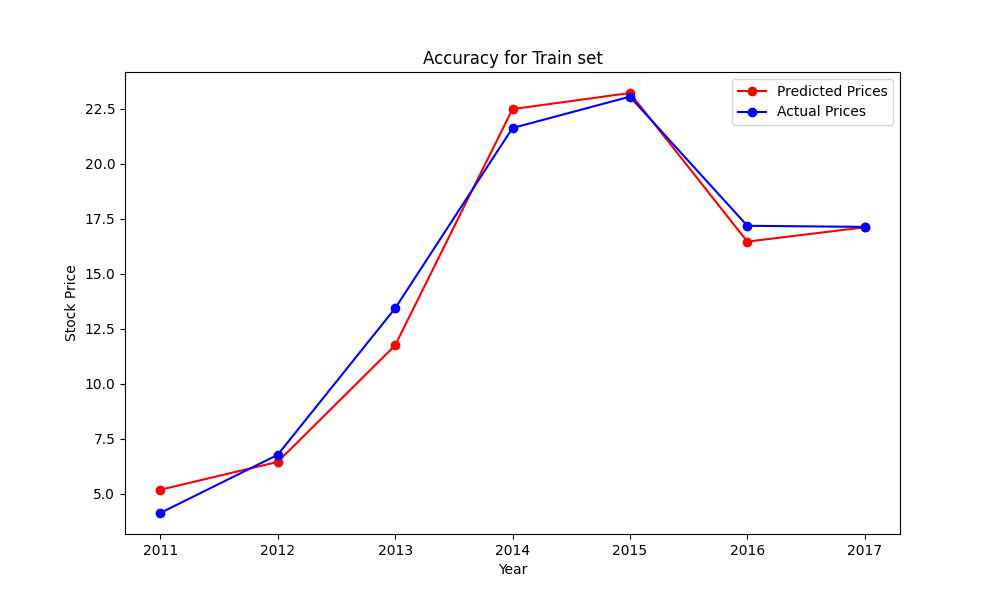 Accuracy for Train set
Predicted Prices
Actual Prices
22.5
20.0
17.5
15.0
12.5
10.0
7.5
5.0
Stock Price
2011 2012 2013 2014 2015 2016 2017
Year